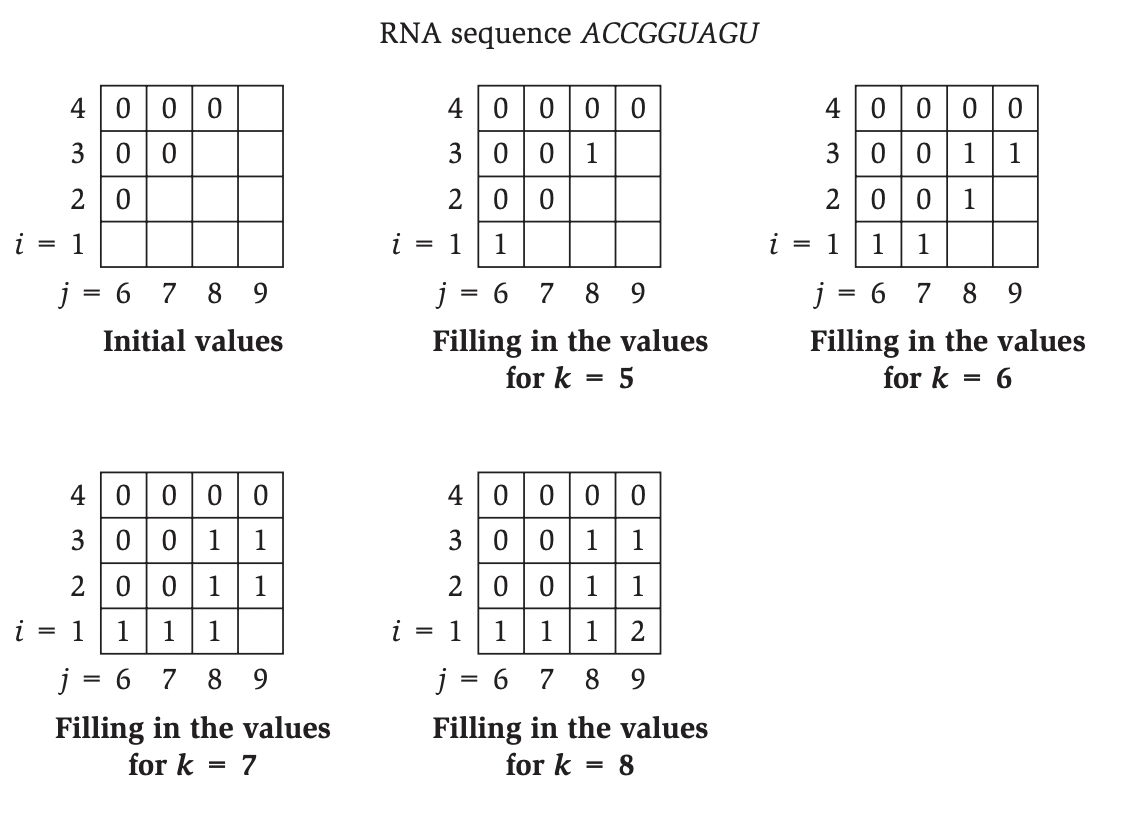 RNA sequence ACCGGUAGU
4 0 0 0
3 0 0
2 0
i = 1
j = 6 7 8 9
Initial values
4 0 0 0 0
3 0 0 1
2 0 0
i = 1 1
j = 6 7 8 9
Filling in the values
for k = 5
4 0 0 0 0
3 0 0 1 1
2 0 0 1
i = 1 1 1
j = 6 7 8 9
Filling in the values
for k = 6
4 0 0 0 0
3 0 0 1 1
2 0 0 1 1
i = 1 1 1 1
j = 6 7 8 9
Filling in the values
for k = 7
4 0 0 0 0
3 0 0 1 1
2 0 0 1 1
i = 1 1 1 1 2
j = 6 7 8 9
Filling in the values
for k = 8